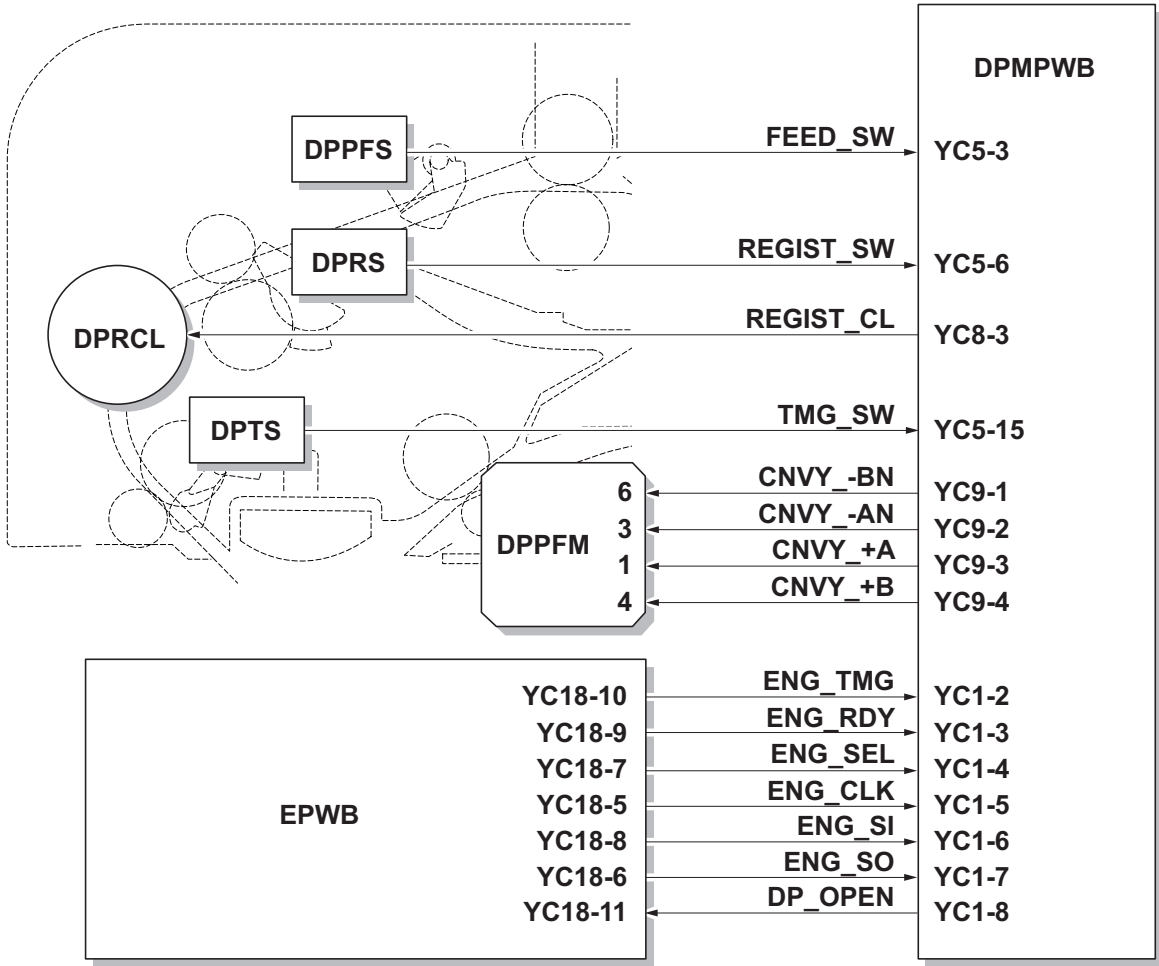 DPMPWB
DPPFS FEED_SW YC5-3
DPRS REGIST_SW YC5-6
DPRCL REGIST_CL YC8-3
DPTS TMG_SW YC5-15
DPPFM
6 CNVY_-BN YC9-1
3 CNVY_-AN YC9-2
1 CNVY_+A YC9-3
4 CNVY_+B YC9-4
EPWB
YC18-10 ENG_TMG YC1-2
YC18-9 ENG_RDY YC1-3
YC18-7 ENG_SEL YC1-4
YC18-5 ENG_CLK YC1-5
YC18-8 ENG_SI YC1-6
YC18-6 ENG_SO YC1-7
YC18-11 DP_OPEN YC1-8